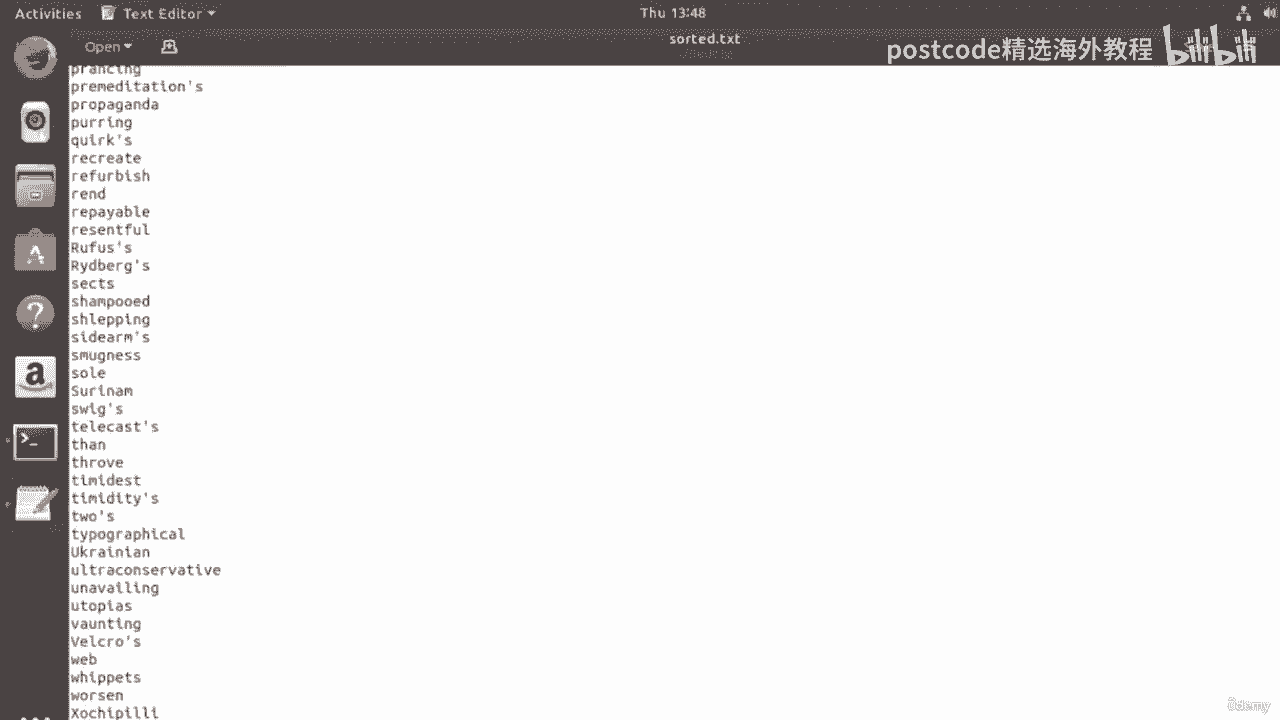 Activities Text Editor Thu 13:48
Open sorted.txt
postcode精选海外教程 bilibili
prancing
premeditation's
propaganda
purring
quirk's
recreate
refurbish
rend
repayable
resentful
Rufus's
Rydberg's
sects
shampooed
shlepping
sidearm's
smugness
sole
Surinam
swig's
telecast's
than
throve
timidest
timidity's
two's
typographical
Ukrainian
ultraconservative
unavailing
utopias
vaunting
Velcro's
web
whippets
worsen
Xochipilli
ûdemy